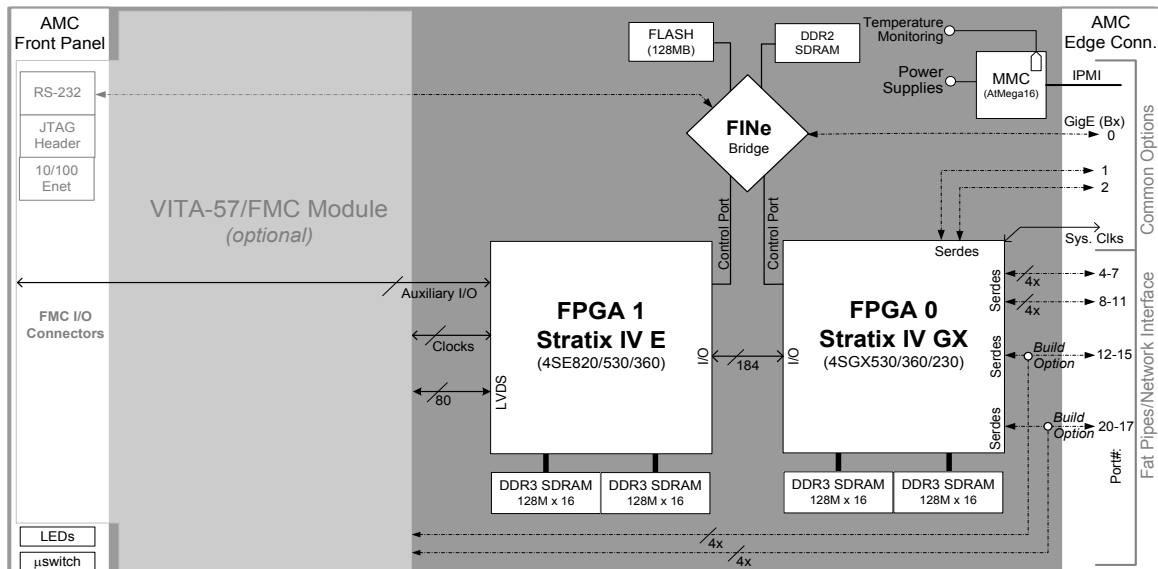 AMC
Front Panel
RS-232
JTAG
Header
10/100
Enet
FMC I/O
Connectors
LEDs
µswitch
VITA-57/FMC Module
(optional)
FLASH
(128MB)
DDR2
SDRAM
Temperature
Monitoring
Power
Supplies
MMC
(AtMega16)
AMC
Edge Conn.
IPMI
FINe
Bridge
GigE (Bx)
0
1
2
Common Options
Control Port
Control Port
Serdes
Sys. Clks
Auxiliary I/O
Clocks
80
LVDS
FPGA 1
Stratix IV E
(4SE820/530/360)
I/O
184
I/O
FPGA 0
Stratix IV GX
(4SGX530/360/230)
Serdes
4x
4-7
4x
8-11
Serdes
Build
Option
12-15
Serdes
Build
Option
20-17
Port#:
Fat Pipes/Network Interface
DDR3 SDRAM
128M x 16
DDR3 SDRAM
128M x 16
DDR3 SDRAM
128M x 16
DDR3 SDRAM
128M x 16
4x
4x